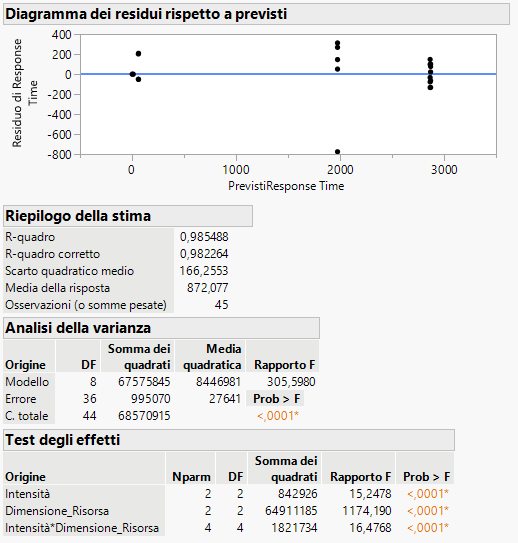 Diagramma dei residui rispetto a previsti
400
200
0
-200
-400
-600
-800
Residuo di Response
Time
0 1000 2000 3000
PrevistiResponse Time
Riepilogo della stima
R-quadro 0,985488
R-quadro corretto 0,982264
Scarto quadratico medio 166,2553
Media della risposta 872,077
Osservazioni (o somme pesate) 45
Analisi della varianza
Somma dei Media
Origine DF quadrati quadratica Rapporto F
Modello 8 67575845 8446981 305,5980
Errore 36 995070 27641 Prob > F
C. totale 44 68570915 <,0001*
Test degli effetti
Somma dei
Origine Nparm DF quadrati Rapporto F Prob > F
Intensità 2 2 842926 15,2478 <,0001*
Dimensione_Risorsa 2 2 64911185 1174,190 <,0001*
Intensità*Dimensione_Risorsa 4 4 1821734 16,4768 <,0001*